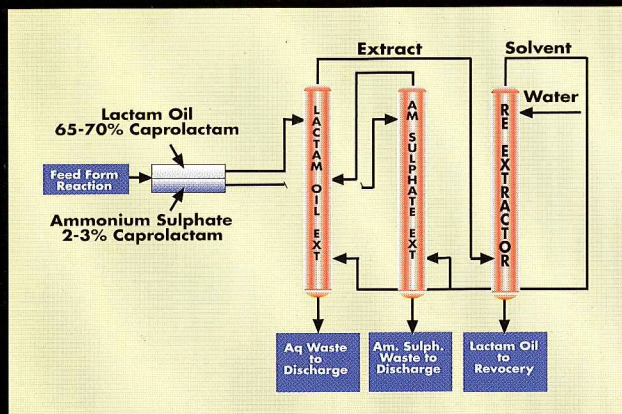 Extract
Solvent
Water
Lactam Oil
65-70% Caprolactam
Feed Form
Reaction
Ammonium Sulphate
2-3% Caprolactam
LACTAM OIL EXT
AM SULPHATE EXT
RE EXTRACTOR
Aq Waste
to
Discharge
Am. Sulph.
Waste to
Discharge
Lactam Oil
to
Revocery